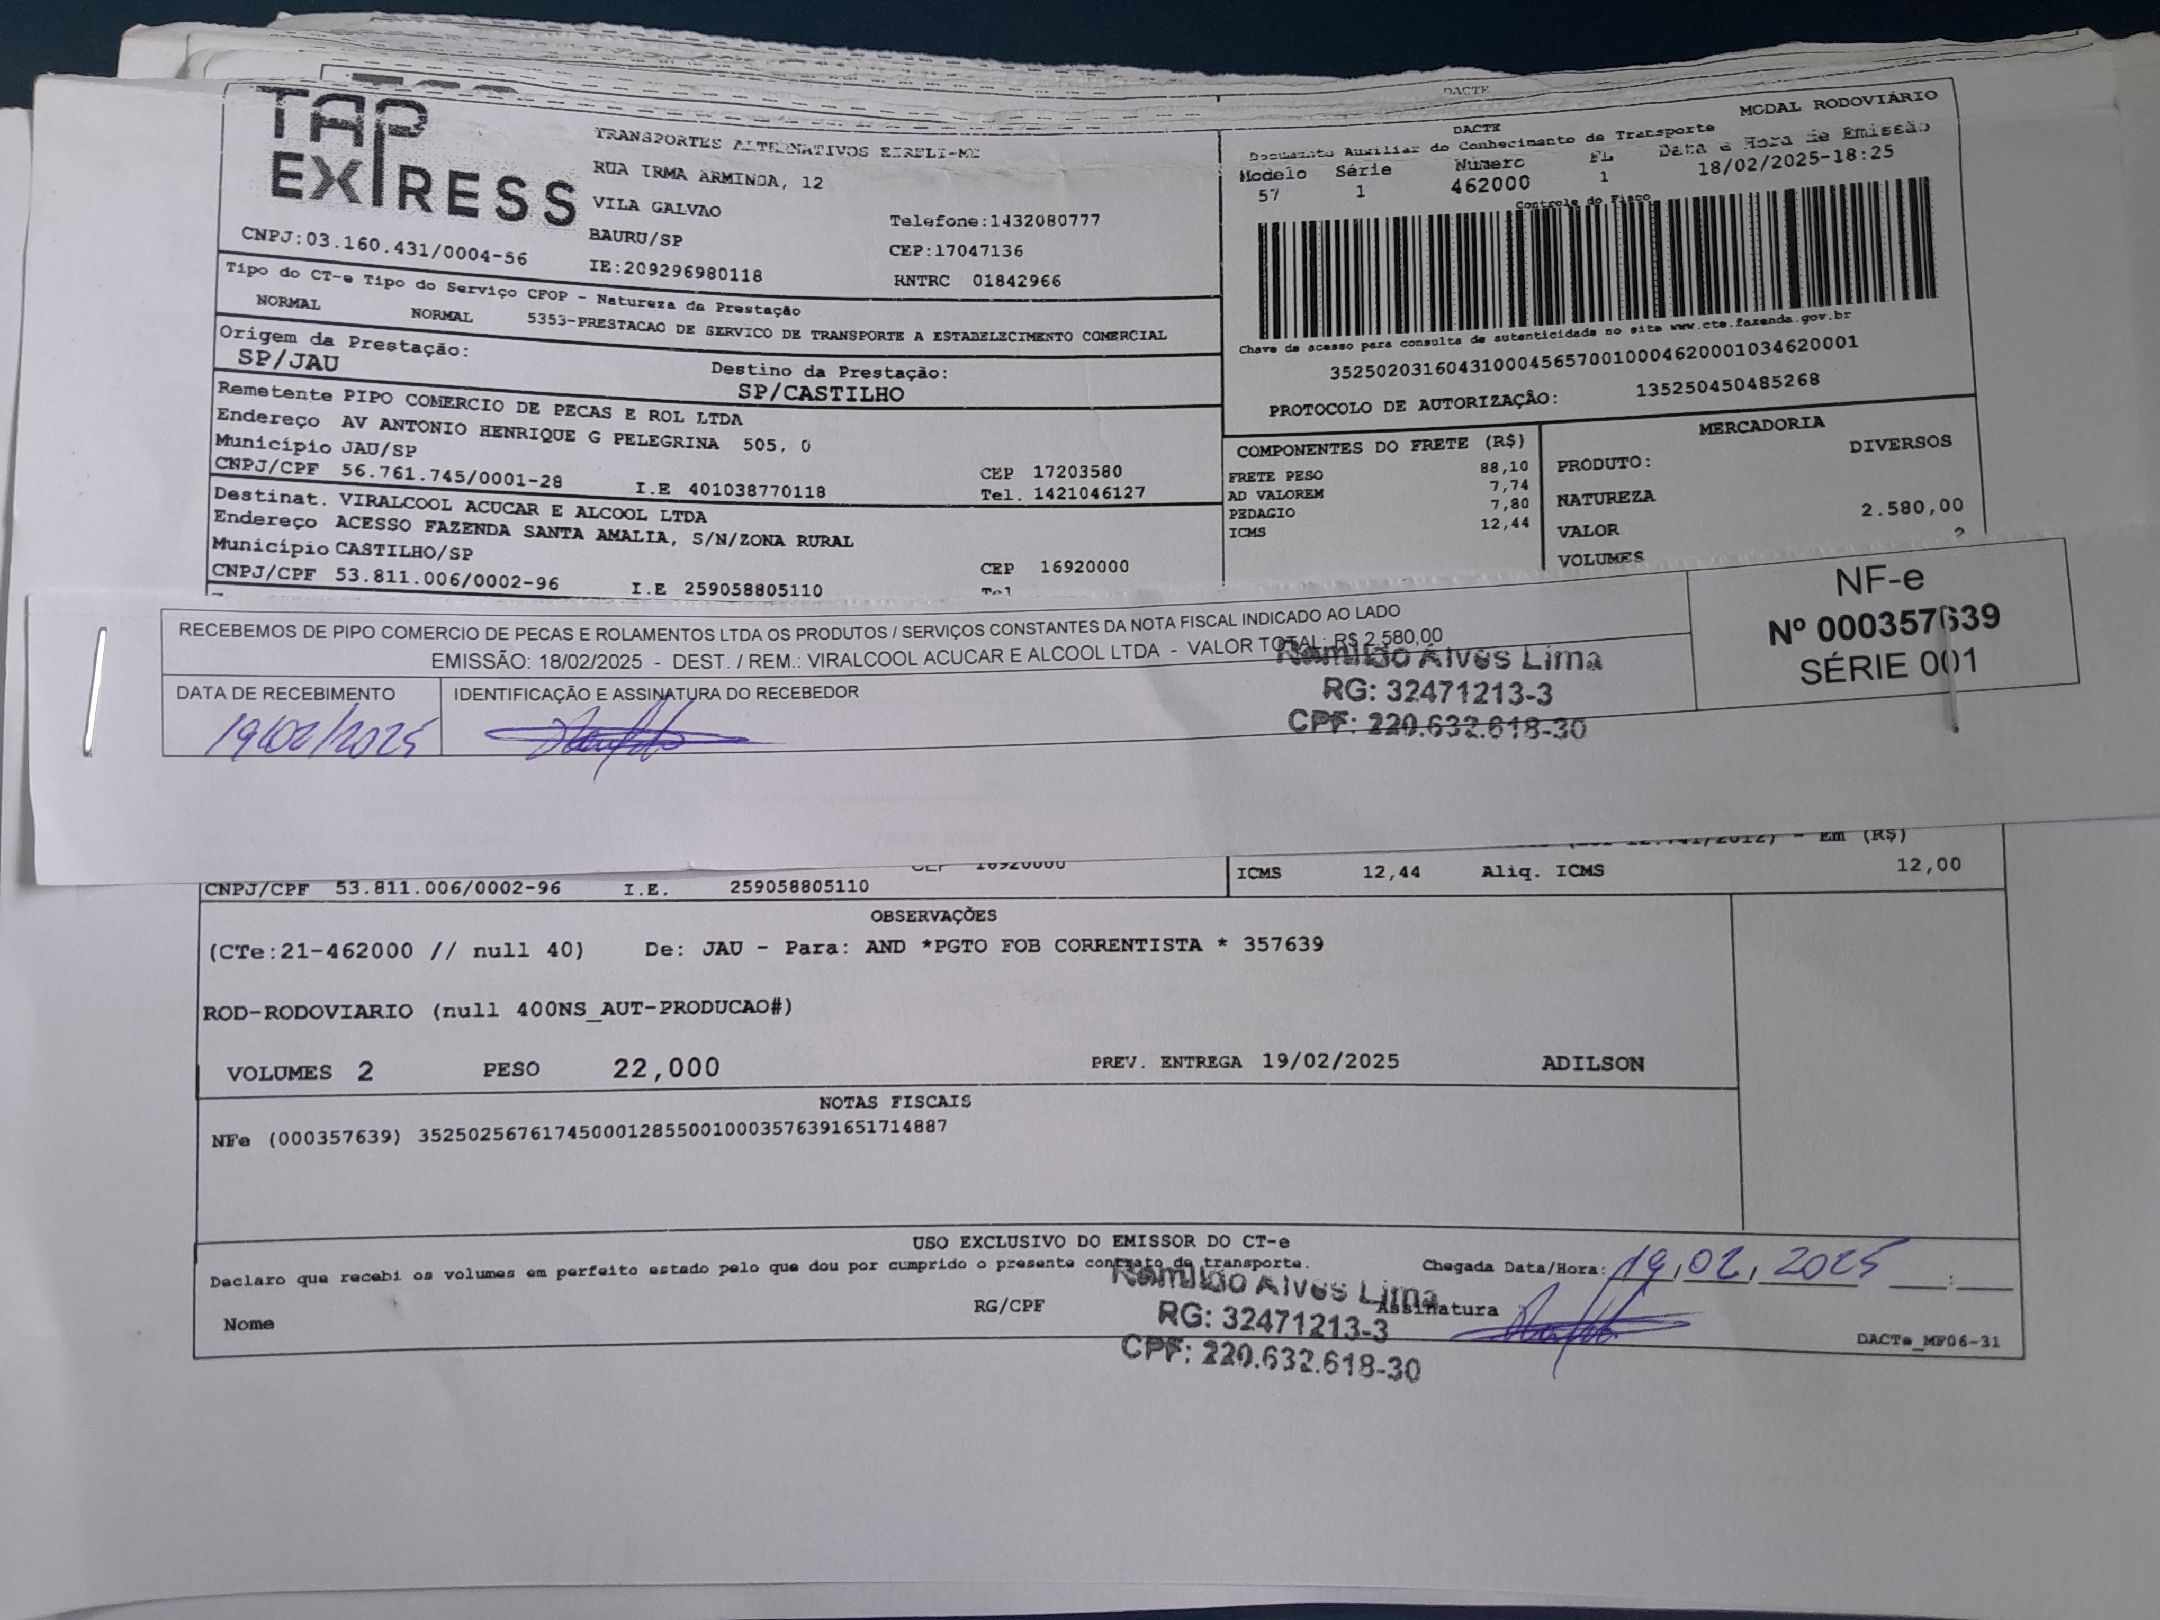 DACTE
TAP EXPRESS
TRANSPORTES ALTERNATIVOS EIRELI-ME
RUA IRMA ARMINDA, 12
VILA GALVAO
BAURU/SP
IE:209296980118
Telefone:1432080777
CEP:17047136
RNTRC 01842966
CNPJ:03.160.431/0004-56
DACTE
MODAL RODOVIÁRIO
Documento Auxiliar do Conhecimento de Transporte
Modelo Série Número FL Data e Hora de Emissão
57 1 462000 1 18/02/2025-18:25
Controle do Fisco
Chave de acesso para consulta de autenticidade no site www.cte.fazenda.gov.br
35250203160431000456570010004620001034620001
PROTOCOLO DE AUTORIZAÇÃO: 135250450485268
Tipo do CT-e Tipo do Serviço CFOP - Natureza da Prestação
NORMAL NORMAL 5353-PRESTACAO DE SERVICO DE TRANSPORTE A ESTABELECIMENTO COMERCIAL
Origem da Prestação:
SP/JAU
Destino da Prestação:
SP/CASTILHO
Remetente PIPO COMERCIO DE PECAS E ROL LTDA
Endereço AV ANTONIO HENRIQUE G PELEGRINA 505, 0
Município JAU/SP CEP 17203580
CNPJ/CPF 56.761.745/0001-28 I.E 401038770118 Tel. 1421046127
Destinat. VIRALCOOL ACUCAR E ALCOOL LTDA
Endereço ACESSO FAZENDA SANTA AMALIA, S/N/ZONA RURAL
Município CASTILHO/SP CEP 16920000
CNPJ/CPF 53.811.006/0002-96 I.E 259058805110 Tel
COMPONENTES DO FRETE (R$)
FRETE PESO 88,10
AD VALOREM 7,74
PEDAGIO 7,80
ICMS 12,44
MERCADORIA
PRODUTO: DIVERSOS
NATUREZA
VALOR 2.580,00
VOLUMES 2
RECEBEMOS DE PIPO COMERCIO DE PECAS E ROLAMENTOS LTDA OS PRODUTOS / SERVIÇOS CONSTANTES DA NOTA FISCAL INDICADO AO LADO
EMISSÃO: 18/02/2025 - DEST. / REM.: VIRALCOOL ACUCAR E ALCOOL LTDA - VALOR TOTAL: R$ 2.580,00
DATA DE RECEBIMENTO IDENTIFICAÇÃO E ASSINATURA DO RECEBEDOR
19/02/2025
Romildo Alves Lima
RG: 32471213-3
CPF: 220.632.618-30
NF-e
Nº 000357639
SÉRIE 001
12.741/2012) - Em (R$)
CEP 16920000
CNPJ/CPF 53.811.006/0002-96 I.E. 259058805110
ICMS 12,44 Aliq. ICMS 12,00
OBSERVAÇÕES
(CTe:21-462000 // null 40) De: JAU - Para: AND *PGTO FOB CORRENTISTA * 357639
ROD-RODOVIARIO (null 400NS_AUT-PRODUCAO#)
VOLUMES 2 PESO 22,000 PREV. ENTREGA 19/02/2025 ADILSON
NOTAS FISCAIS
NFe (000357639) 35250256761745000128550010003576391651714887
USO EXCLUSIVO DO EMISSOR DO CT-e
Declaro que recebi os volumes em perfeito estado pelo que dou por cumprido o presente contrato de transporte.
Chegada Data/Hora: 19, 02, 2025 :
Nome RG/CPF Assinatura
Romildo Alves Lima
RG: 32471213-3
CPF: 220.632.618-30
DACTe_MF06-31